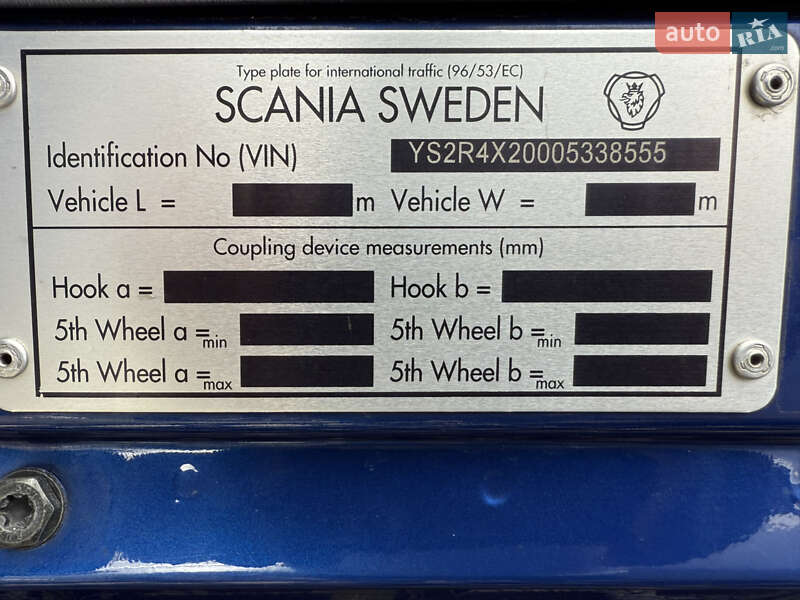 auto RIA .com
Type plate for international traffic (96/53/EC)
SCANIA SWEDEN
Identification No (VIN) YS2R4X20005338555
Vehicle L = m Vehicle W = m
Coupling device measurements (mm)
Hook a = Hook b =
5th Wheel a = min 5th Wheel b = min
5th Wheel a = max 5th Wheel b = max